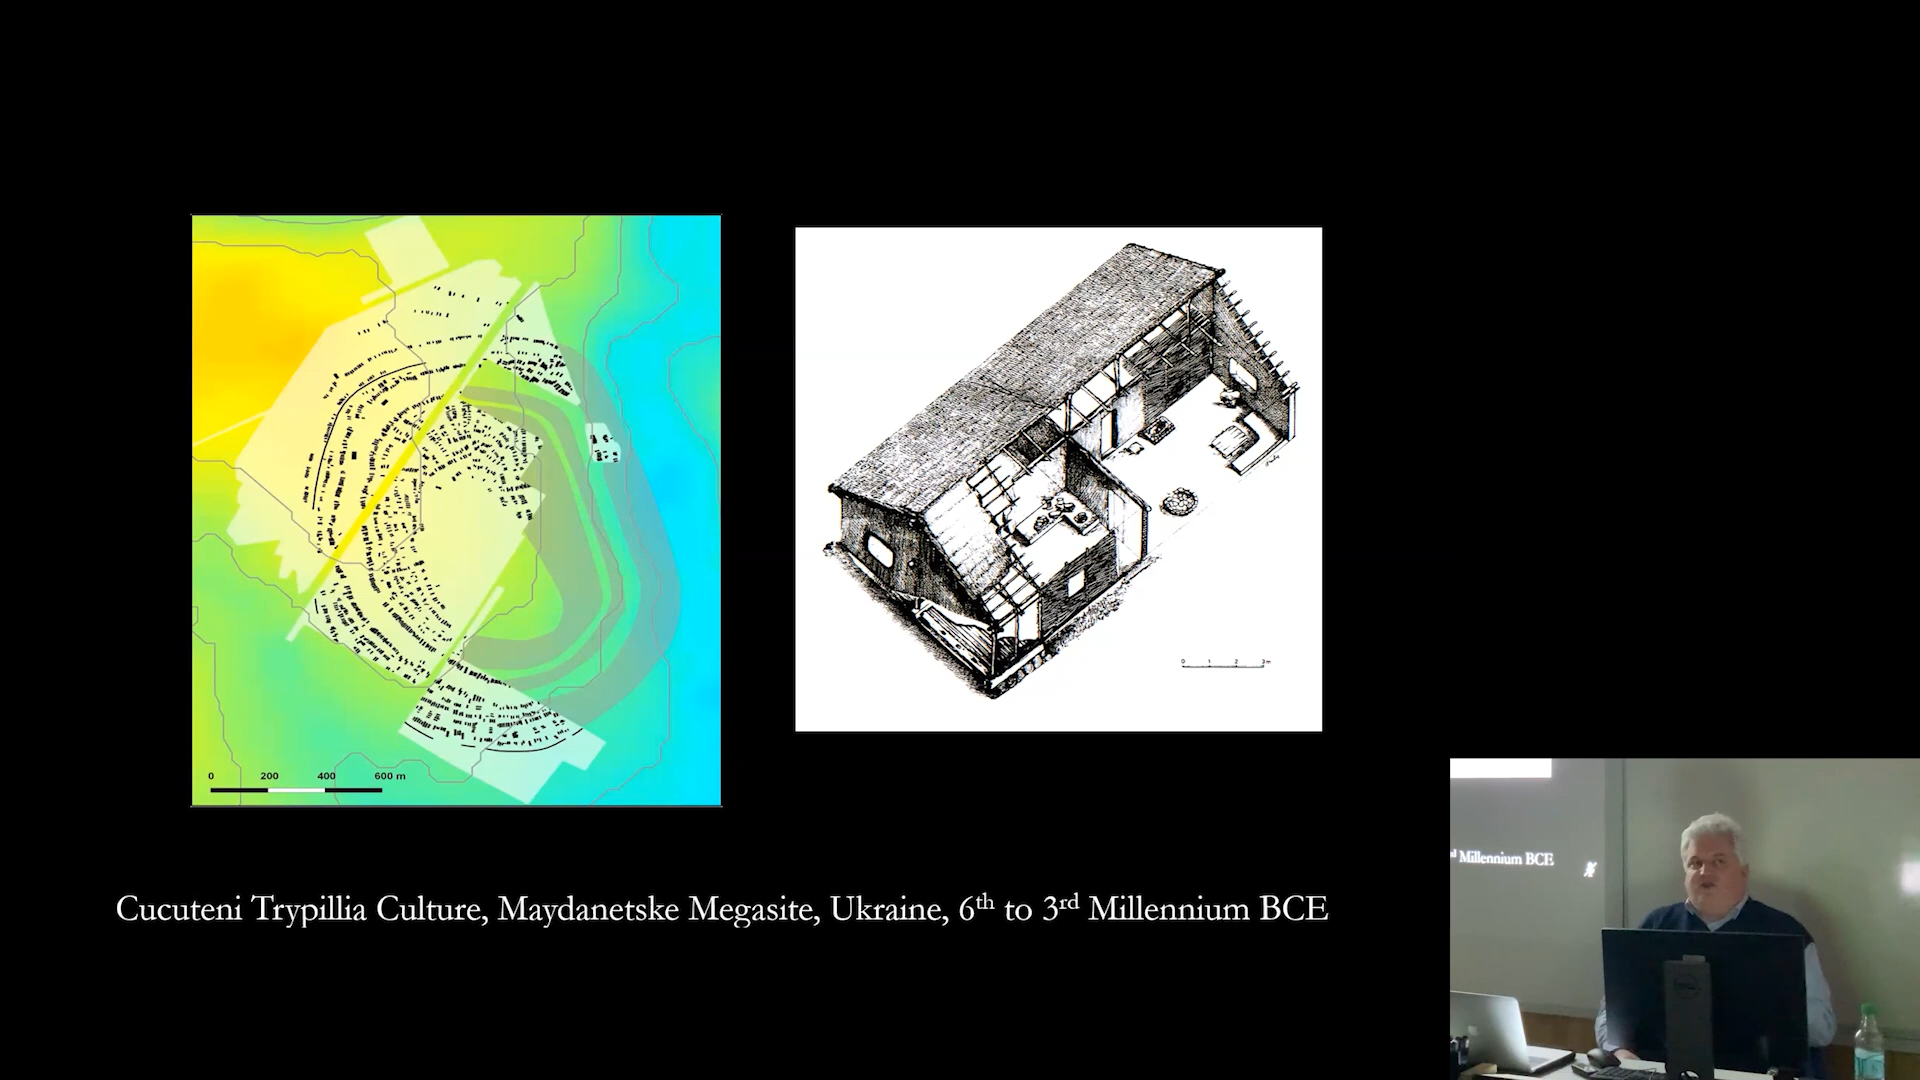 0 200 400 600 m
0 1 2 3m
Cucuteni Trypillia Culture, Maydanetske Megasite, Ukraine, 6th to 3rd Millennium BCE
Millennium BCE
DELL